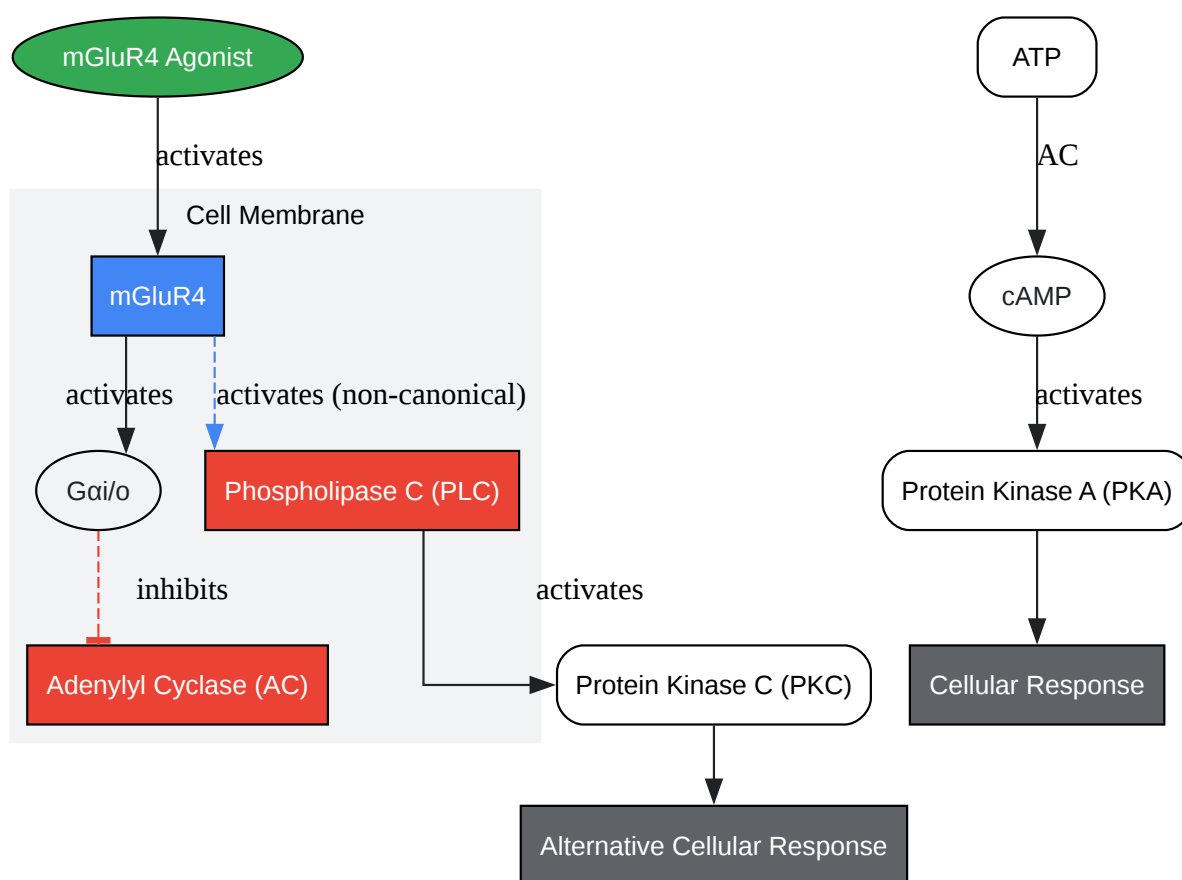 mGluR4 Agonist
ATP
activates
AC
Cell Membrane
mGluR4
cAMP
activates
activates (non-canonical)
activates
Gαi/o
Phospholipase C (PLC)
Protein Kinase A (PKA)
inhibits
activates
Adenylyl Cyclase (AC)
Protein Kinase C (PKC)
Cellular Response
Alternative Cellular Response